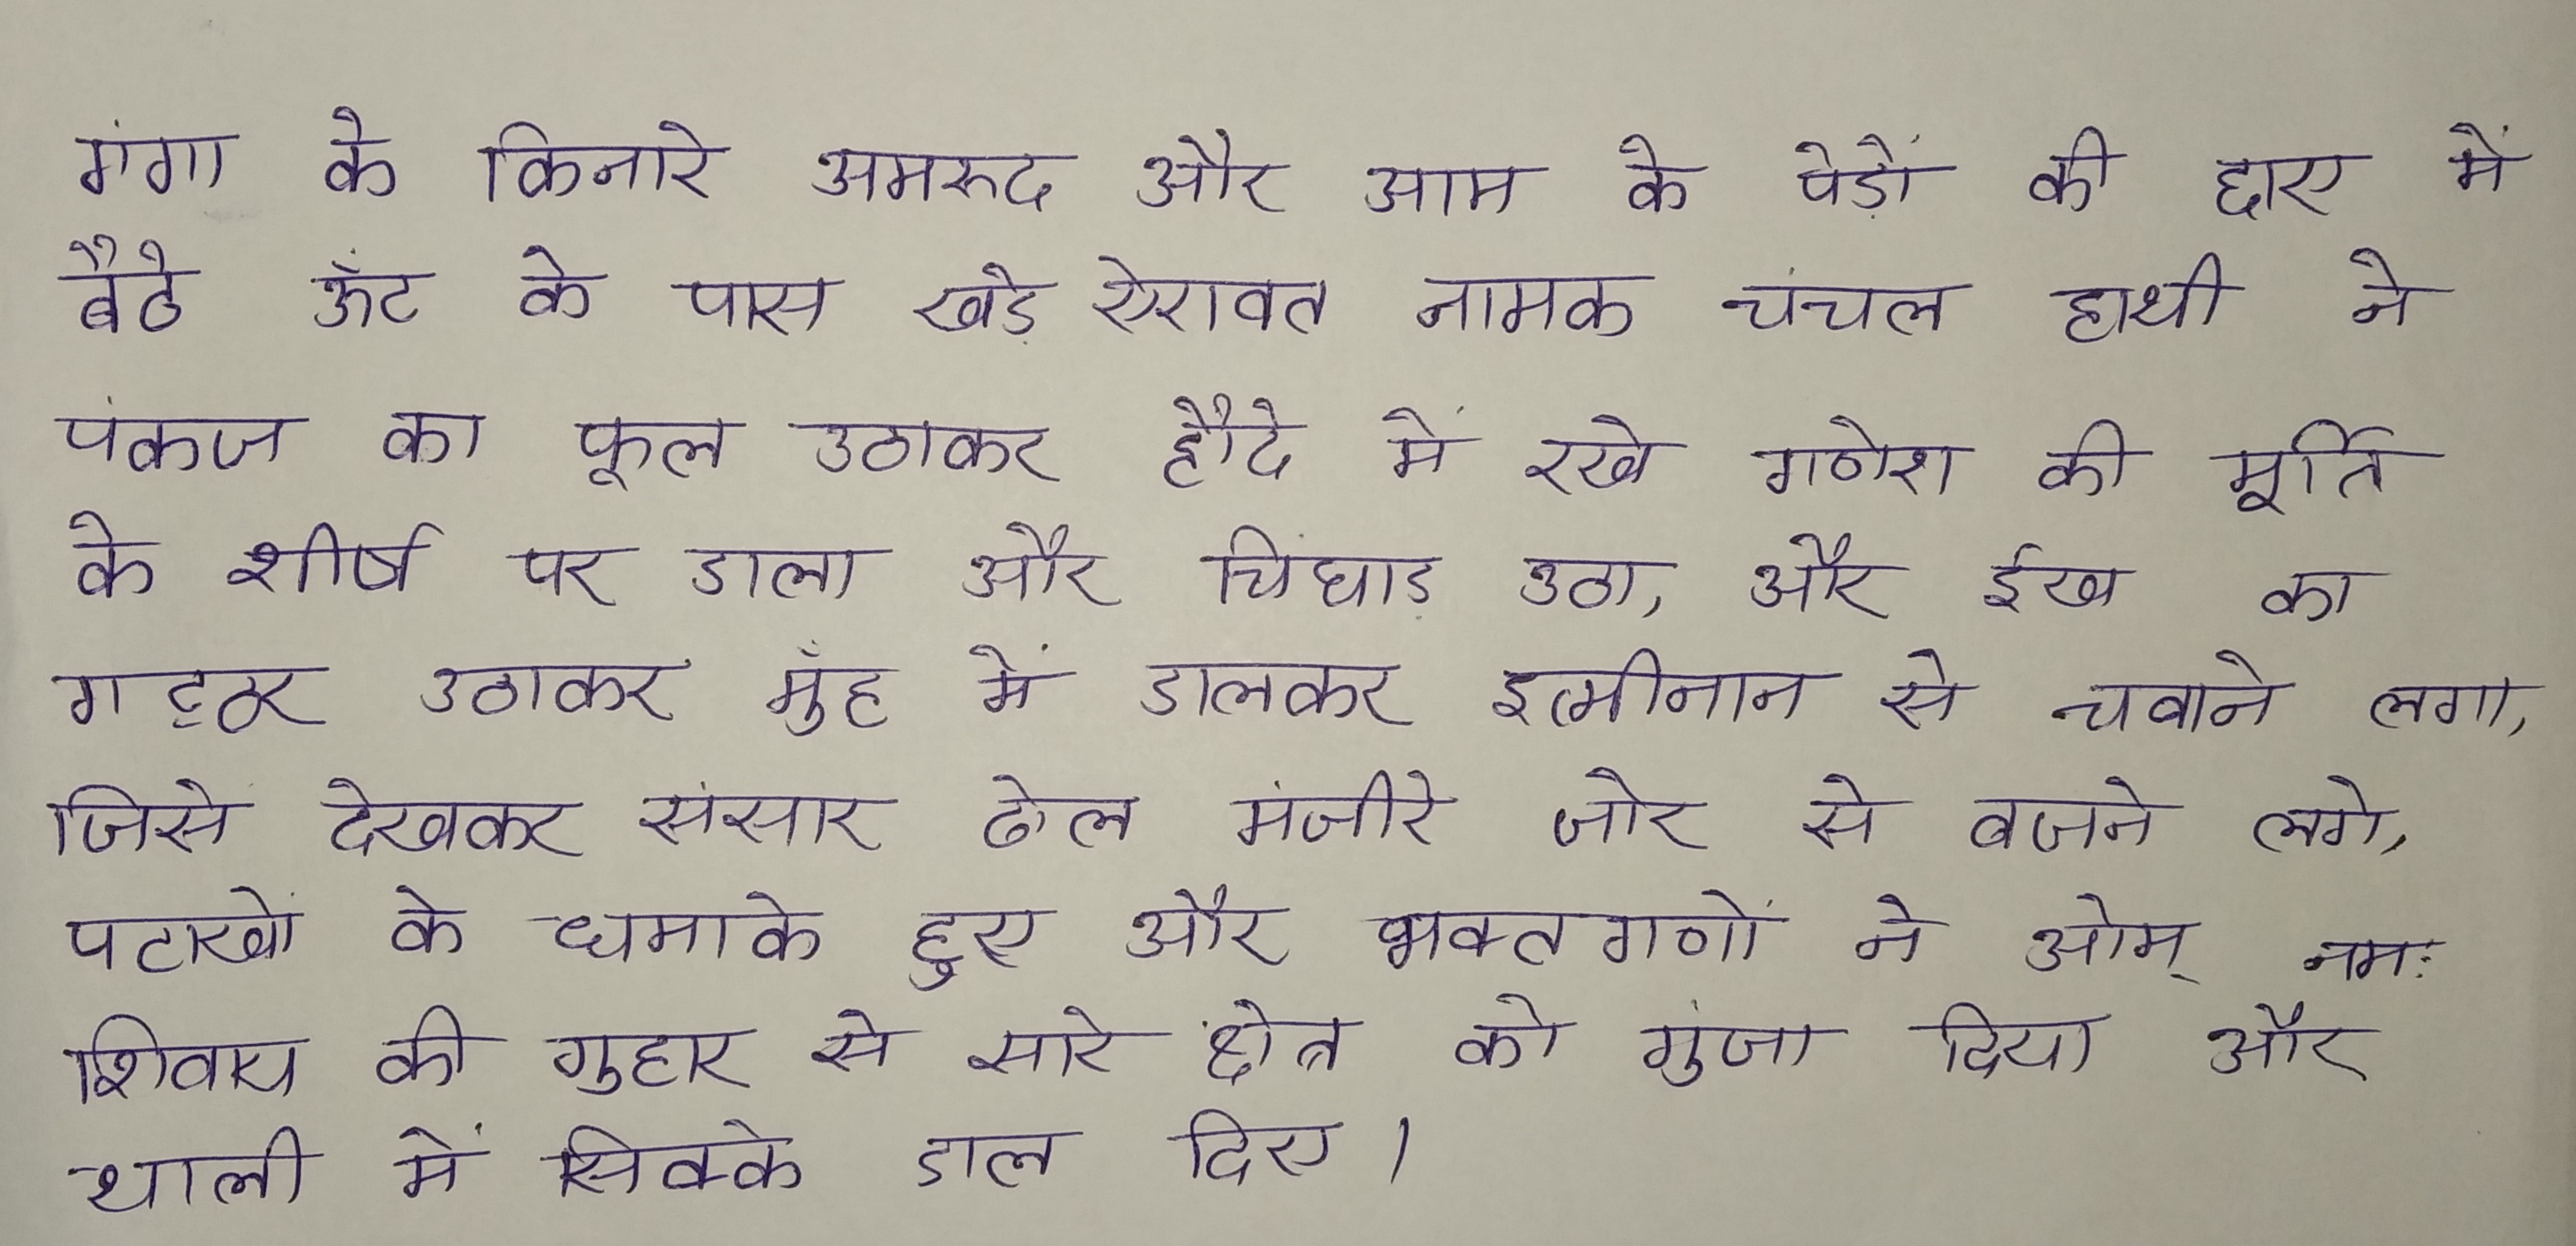 गंगा के किनारे अमरुद और आम के पेड़ों की छाए में
बैठे ऊँट के पास खड़े ऐरावत नामक चंचल हाथी ने
पंकज का फूल उठाकर हौदे में रखे गणेश की मूर्ति
के शीर्ष पर डाला और चिंघाड़ उठा, और ईख का
गट्ठर उठाकर मुँह में डालकर इत्मीनान से चबाने लगा,
जिसे देखकर संसार ढोल मंजीरे जोर से बजने लगे,
पटाखों के धमाके हुए और भक्तगणों ने ओम् नमः
शिवाय की गुहार से सारे क्षेत्र को गुंजा दिया और
थाली में सिक्के डाल दिए।